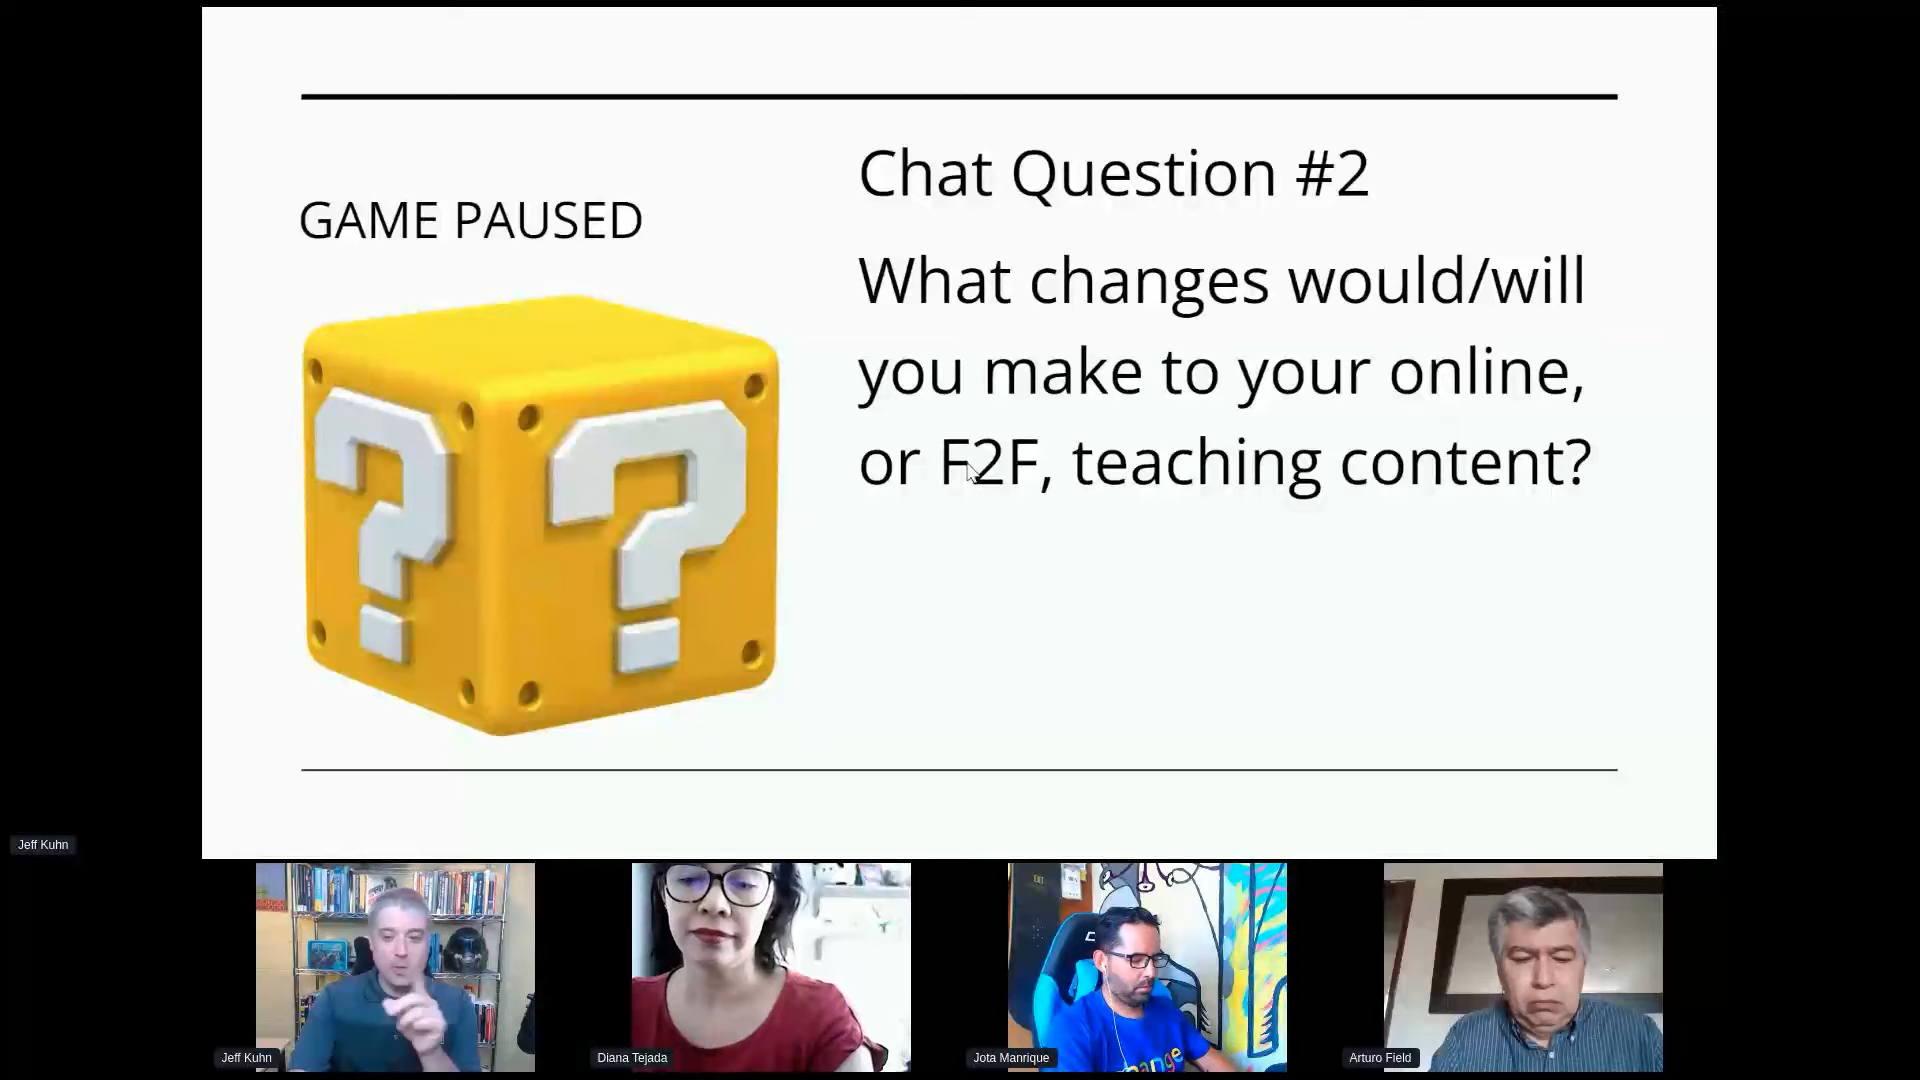 GAME PAUSED
? ?
Chat Question #2
What changes would/will
you make to your online,
or F2F, teaching content?
Jeff Kuhn
Jeff Kuhn
Diana Tejada
Jota Manrique
Arturo Field